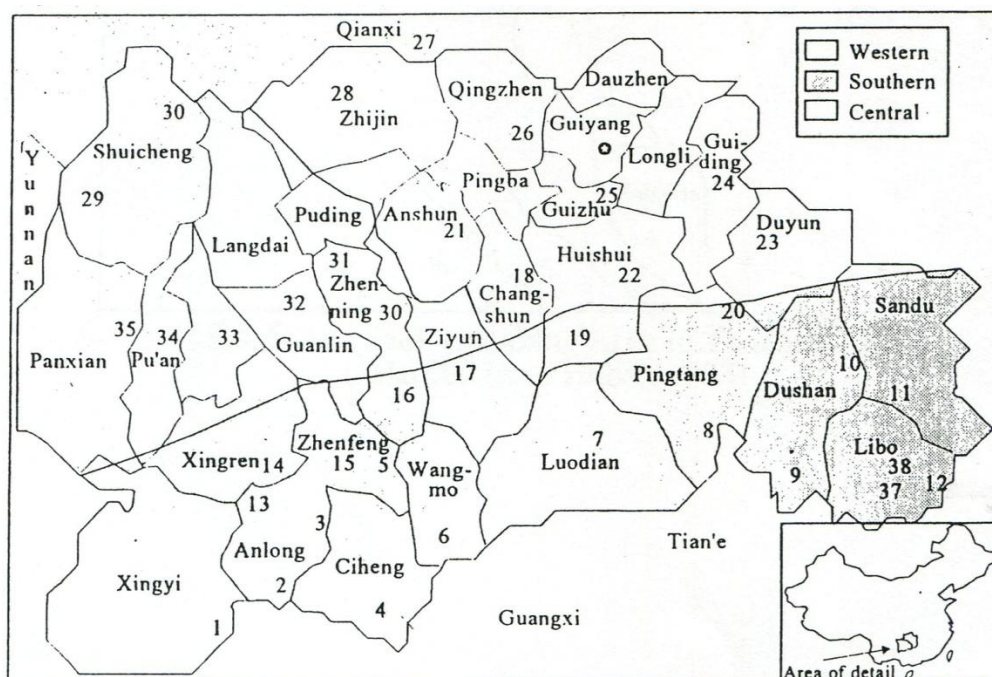 Qianxi 27
Western
Southern
Central
Dauzhen
30
28
Zhijin
Qingzhen
26
Guiyang
Longli
Gui-
ding
24
Yunnan
Shuicheng
29
Pingba
25
Guizhu
Puding
Anshun
21
Duyun
23
Langdai
31
Zhen-
ning 30
18
Chang-
shun
Huishui
22
32
Guanlin
Ziyun
17
19
20
Sandu
35
34
33
Panxian
Pu'an
16
Pingtang
Dushan
10
11
Zhenfeng
15
5
Xingren 14
Wang-
mo
6
7
Luodian
8
9
Libo
38
37
12
13
3
Anlong
2
Ciheng
4
Tian'e
Xingyi
1
Guangxi
Area of detail